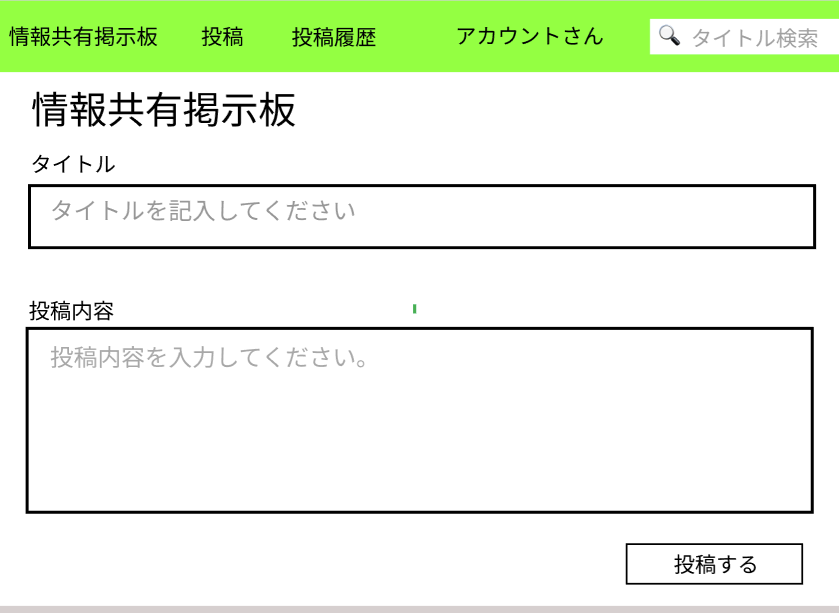 情報共有掲示板 投稿 投稿履歴 アカウントさん タイトル検索
情報共有掲示板
タイトル
タイトルを記入してください
投稿内容
投稿内容を入力してください。
投稿する